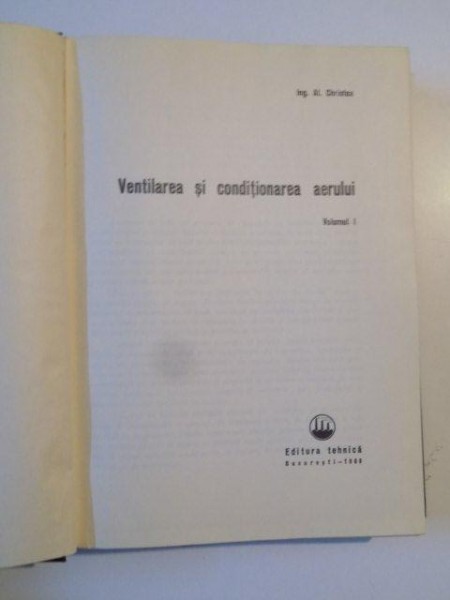 Ing. Al. Christea
Ventilarea și condiționarea aerului
Volumul I
Editura tehnică
București —